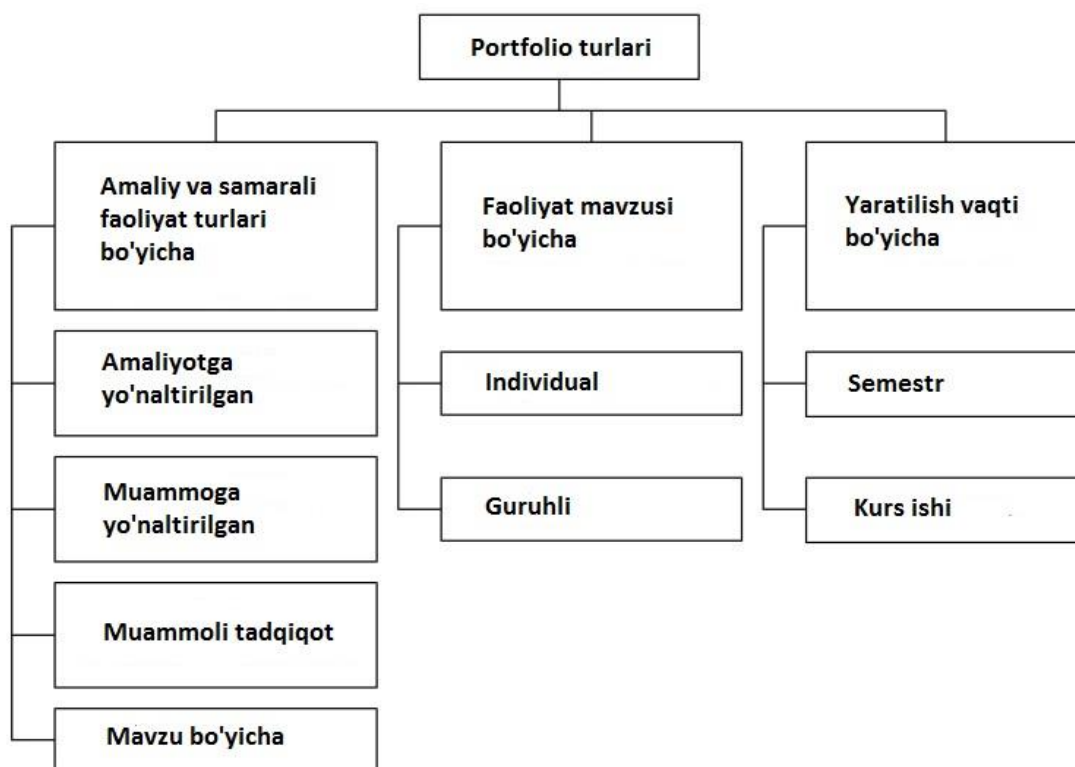 Portfolio turlari
Amaliy va samarali
faoliyat turlari
bo'yicha
Amaliyotga
yo'naltirilgan
Muammoga
yo'naltirilgan
Muammoli tadqiqot
Mavzu bo'yicha
Faoliyat mavzusi
bo'yicha
Individual
Guruhli
Yaratilish vaqti
bo'yicha
Semestr
Kurs ishi